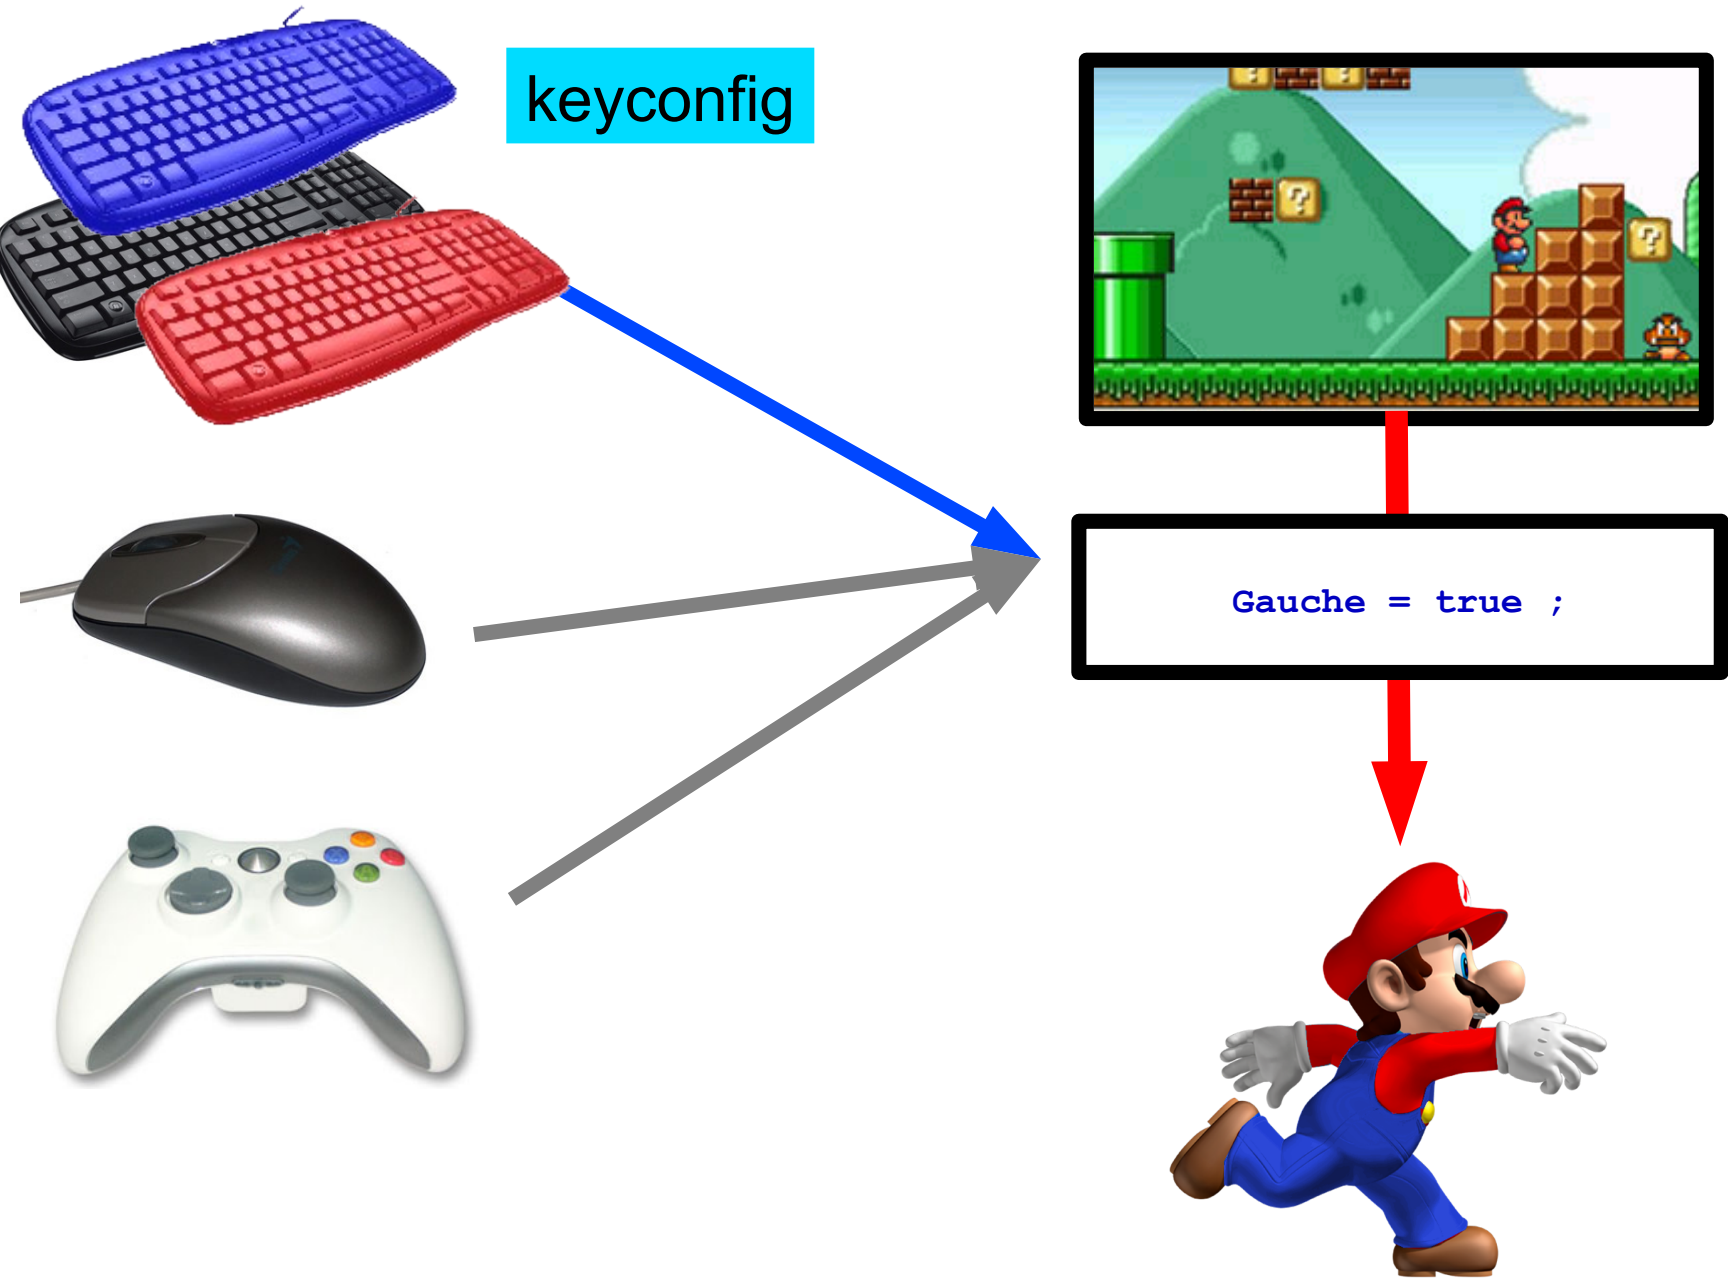 keyconfig
Gauche = true ;